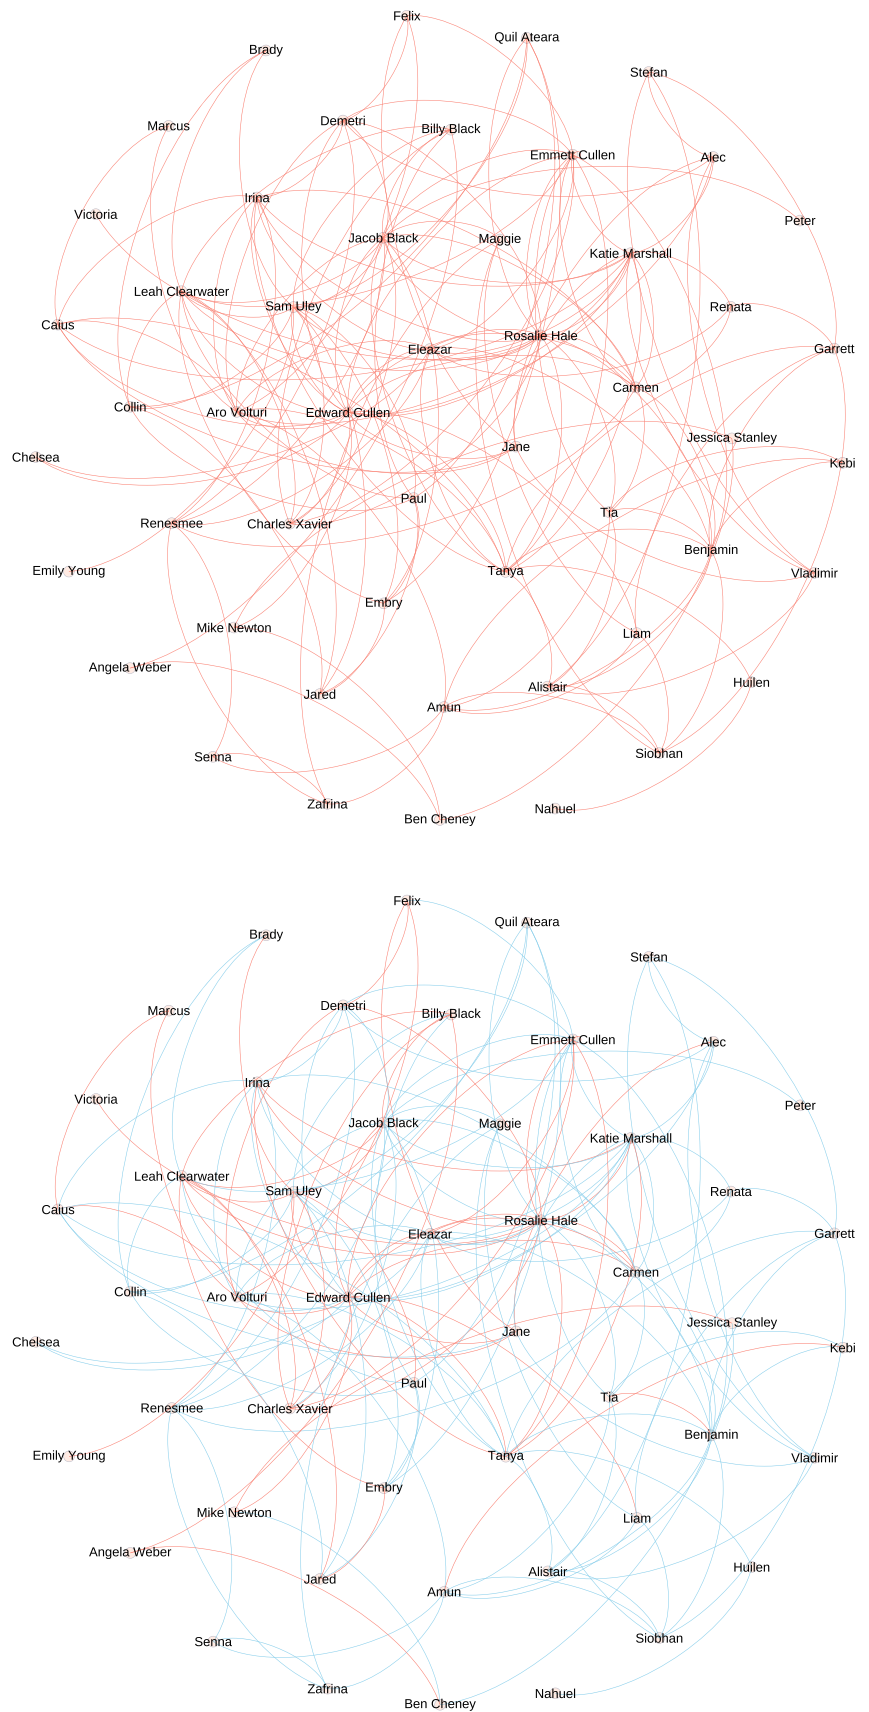 Felix
Quil Ateara
Brady
Stefan
Demetri
Marcus
Billy Black
Emmett Cullen
Alec
Irina
Victoria
Peter
Jacob Black
Maggie
Katie Marshall
Leah Clearwater
Sam Uley
Renata
Caius
Rosalie Hale
Eleazar
Garrett
Carmen
Collin
Aro Volturi
Edward Cullen
Jessica Stanley
Jane
Chelsea
Kebi
Paul
Tia
Renesmee
Charles Xavier
Benjamin
Emily Young
Tanya
Vladimir
Embry
Mike Newton
Liam
Angela Weber
Huilen
Alistair
Jared
Amun
Senna
Siobhan
Zafrina
Nahuel
Ben Cheney
Felix
Quil Ateara
Brady
Stefan
Demetri
Marcus
Billy Black
Emmett Cullen
Alec
Irina
Victoria
Peter
Jacob Black
Maggie
Katie Marshall
Leah Clearwater
Sam Uley
Renata
Caius
Rosalie Hale
Eleazar
Garrett
Carmen
Collin
Aro Volturi
Edward Cullen
Jessica Stanley
Jane
Chelsea
Kebi
Paul
Tia
Renesmee
Charles Xavier
Benjamin
Emily Young
Tanya
Vladimir
Embry
Mike Newton
Liam
Angela Weber
Huilen
Alistair
Jared
Amun
Senna
Siobhan
Zafrina
Nahuel
Ben Cheney